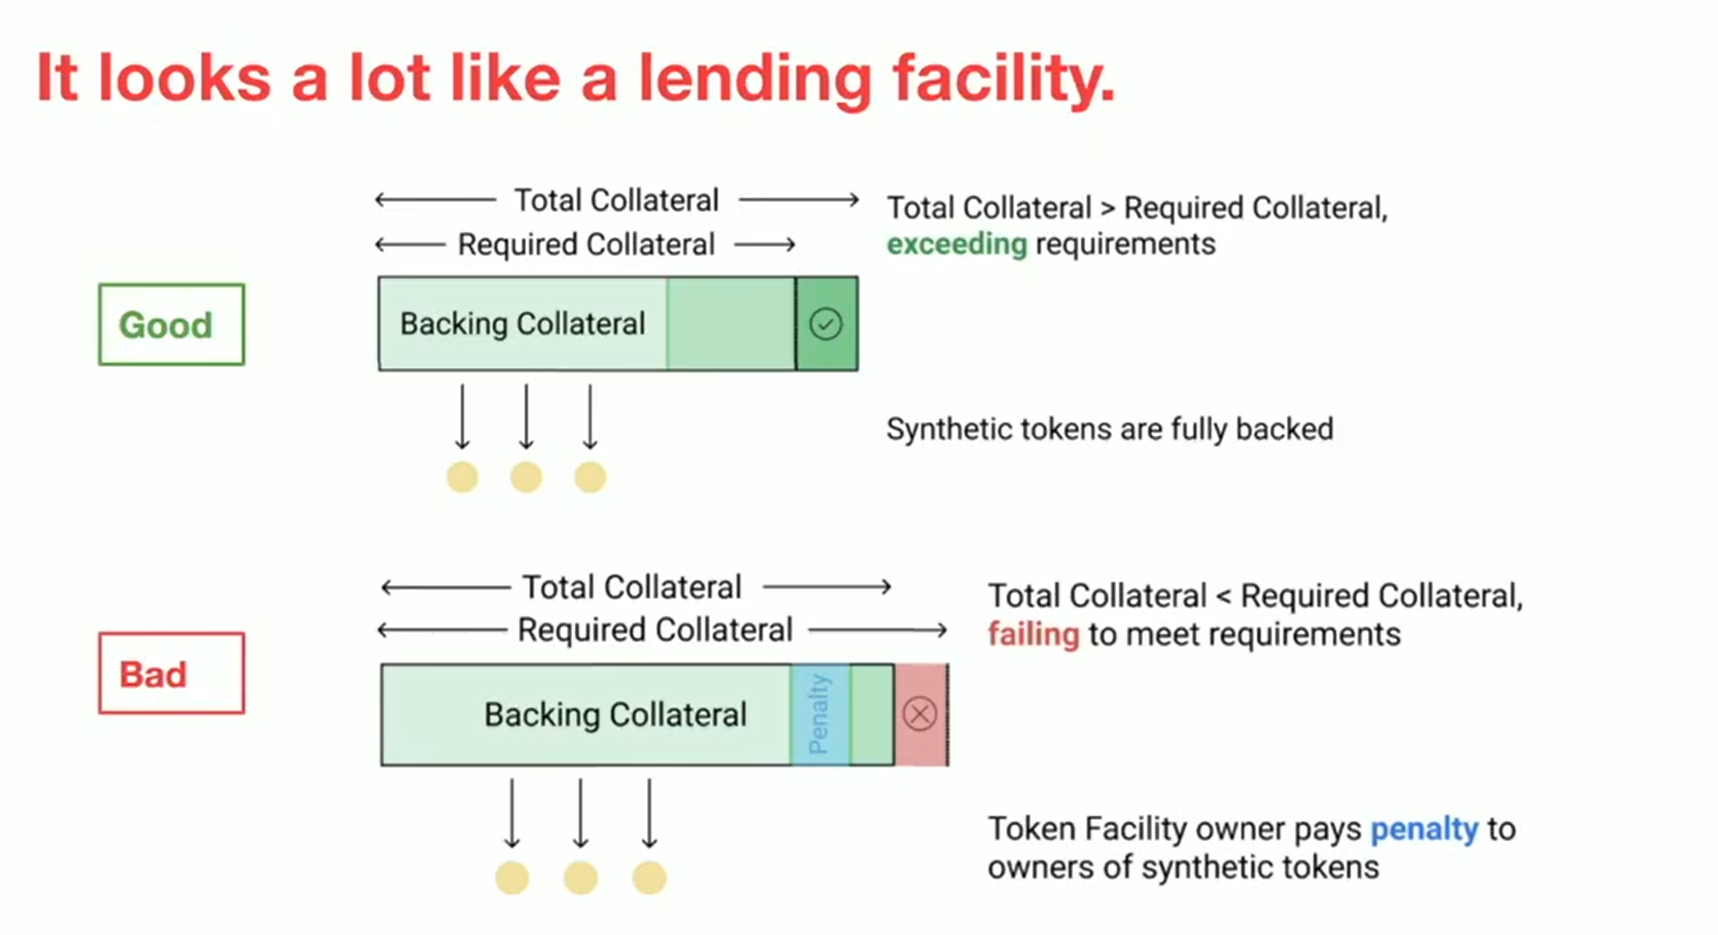 It looks a lot like a lending facility.
Total Collateral
Required Collateral
Total Collateral > Required Collateral,
exceeding requirements
Good
Backing Collateral
Synthetic tokens are fully backed
Total Collateral
Required Collateral
Total Collateral < Required Collateral,
failing to meet requirements
Bad
Backing Collateral
Penalty
Token Facility owner pays penalty to
owners of synthetic tokens